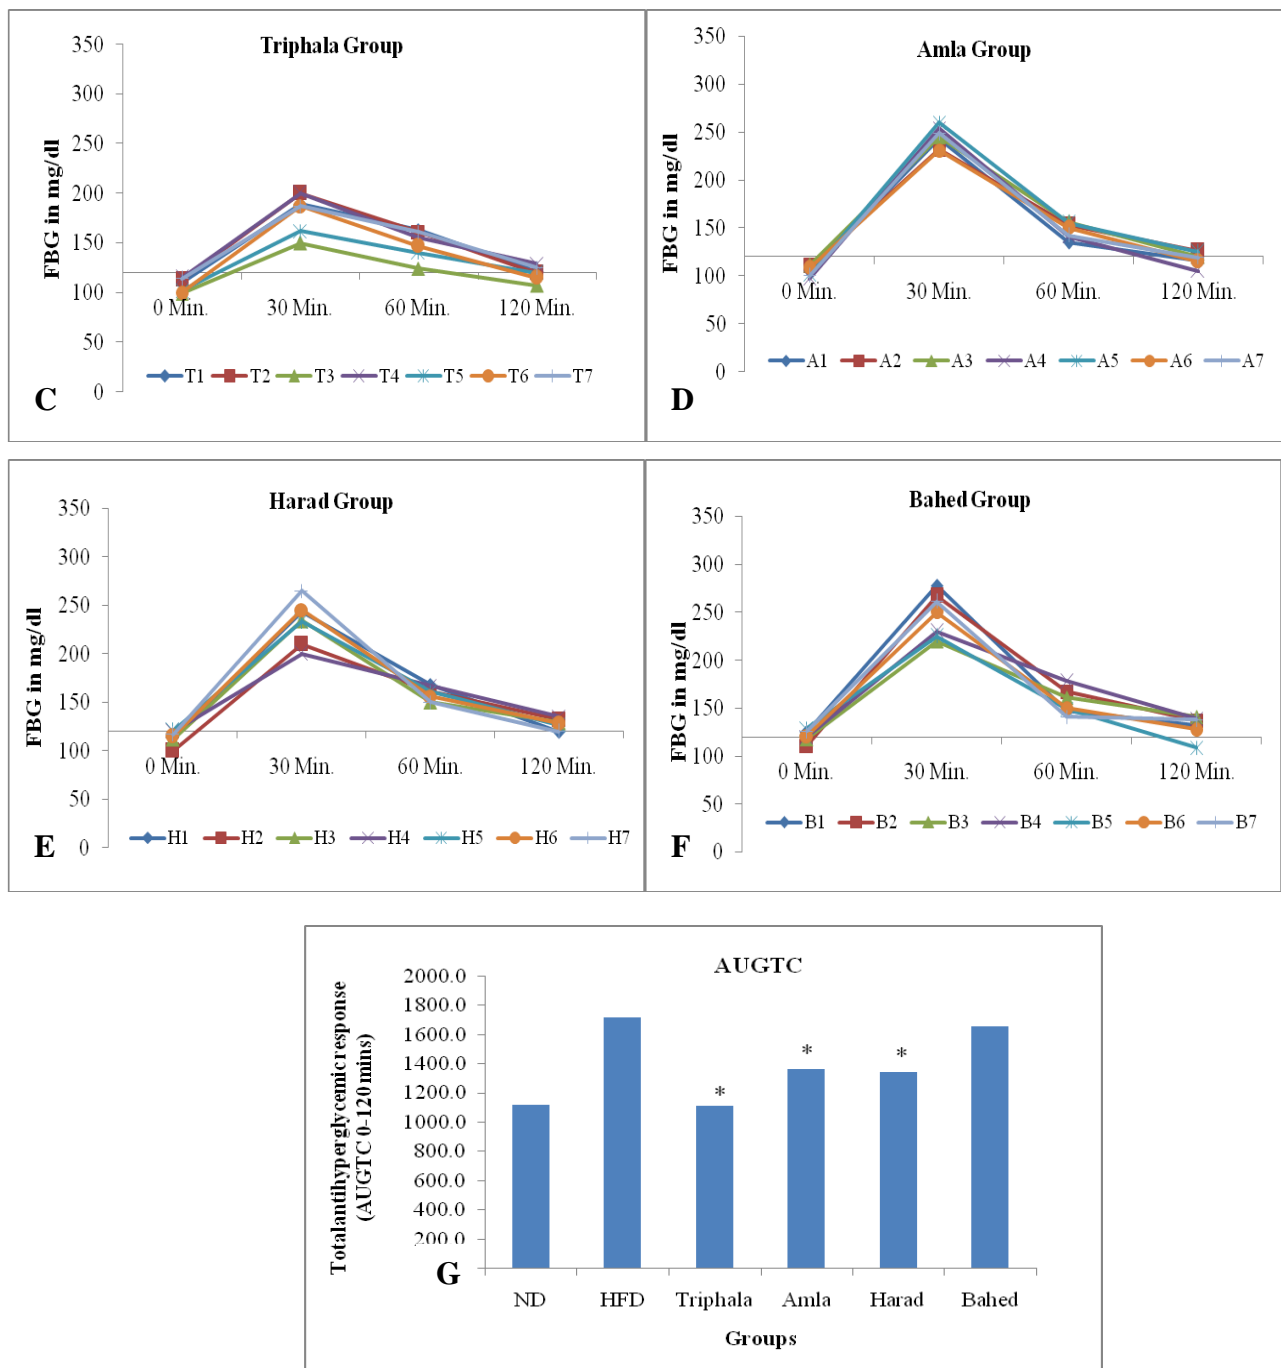 Triphala Group
350
300
250
200
150
100
50
0
FBG in mg/dl
0 Min. 30 Min. 60 Min. 120 Min.
T1 T2 T3 T4 T5 T6 T7
C
Amla Group
350
300
250
200
150
100
50
0
FBG in mg/dl
0 Min. 30 Min. 60 Min. 120 Min.
A1 A2 A3 A4 A5 A6 A7
D
Harad Group
350
300
250
200
150
100
50
0
FBG in mg/dl
0 Min. 30 Min. 60 Min. 120 Min.
H1 H2 H3 H4 H5 H6 H7
E
Bahed Group
350
300
250
200
150
100
50
0
FBG in mg/dl
0 Min. 30 Min. 60 Min. 120 Min.
B1 B2 B3 B4 B5 B6 B7
F
AUGTC
2000.0
1800.0
1600.0
1400.0
1200.0
1000.0
800.0
600.0
400.0
200.0
Totalantihyperglycemicresponse
(AUGTC 0-120 mins)
* * *
G
ND HFD Triphala Amla Harad Bahed
Groups